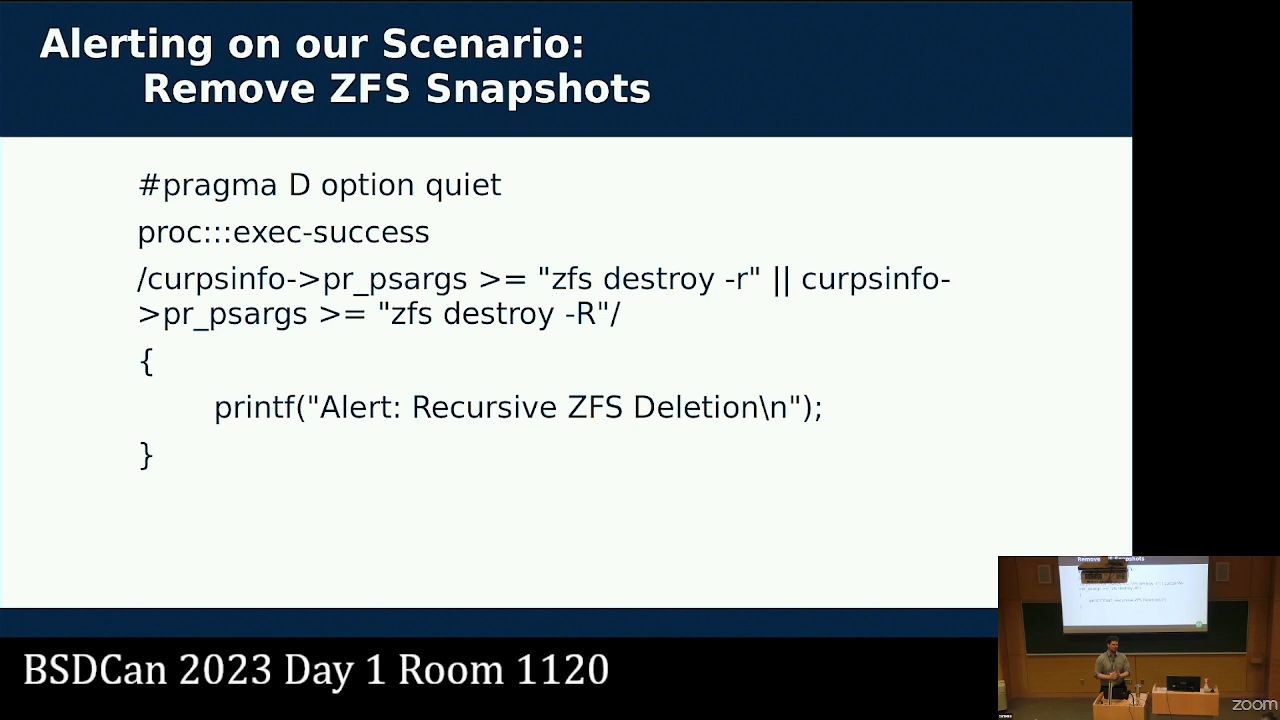 Alerting on our Scenario:
Remove ZFS Snapshots
#pragma D option quiet
proc:::exec-success
/curpsinfo->pr_psargs >= "zfs destroy -r" || curpsinfo-
>pr_psargs >= "zfs destroy -R"/
{
printf("Alert: Recursive ZFS Deletion\n");
}
BSDCan 2023 Day 1 Room 1120
zoom